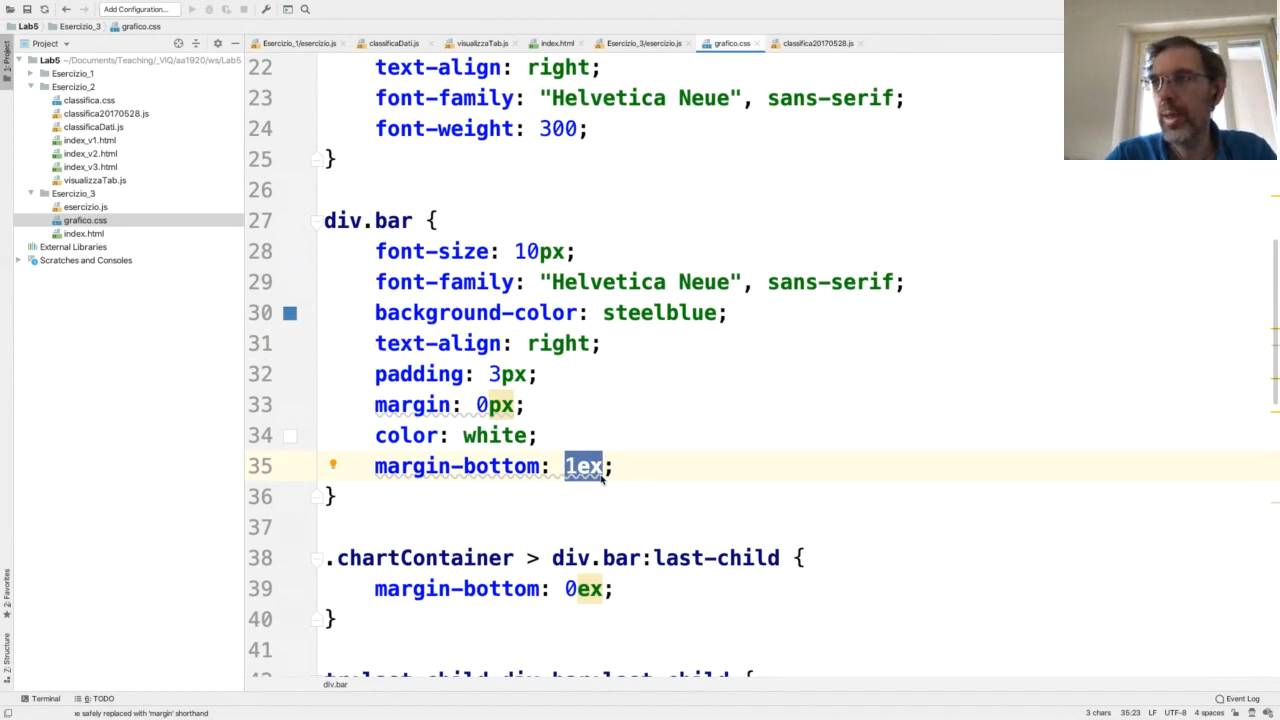 Add Configuration...
Lab5
Esercizio_3
grafico.css
Project
Esercizio_1/esercizio.js
classificaDati.js
visualizzaTab.js
index.html
Esercizio_3/esercizio.js
grafico.css
classifica20170528.js
1: Project
Lab5 ~/Documents/Teaching/_VIQ/aa1920/ws/Lab5
Esercizio_1
Esercizio_2
classifica.css
classifica20170528.js
classificaDati.js
index_v1.html
index_v2.html
index_v3.html
visualizzaTab.js
Esercizio_3
esercizio.js
grafico.css
index.html
External Libraries
Scratches and Consoles
22 text-align: right;
23 font-family: "Helvetica Neue", sans-serif;
24 font-weight: 300;
25 }
26
27 div.bar {
28 font-size: 10px;
29 font-family: "Helvetica Neue", sans-serif;
30 background-color: steelblue;
31 text-align: right;
32 padding: 3px;
33 margin: 0px;
34 color: white;
35 margin-bottom: 1ex;
36 }
37
38 .chartContainer > div.bar:last-child {
39 margin-bottom: 0ex;
40 }
41
div.bar
2: Favorites
7: Structure
Terminal
6: TODO
Event Log
be safely replaced with 'margin' shorthand
3 chars
35:23
LF
UTF-8
4 spaces